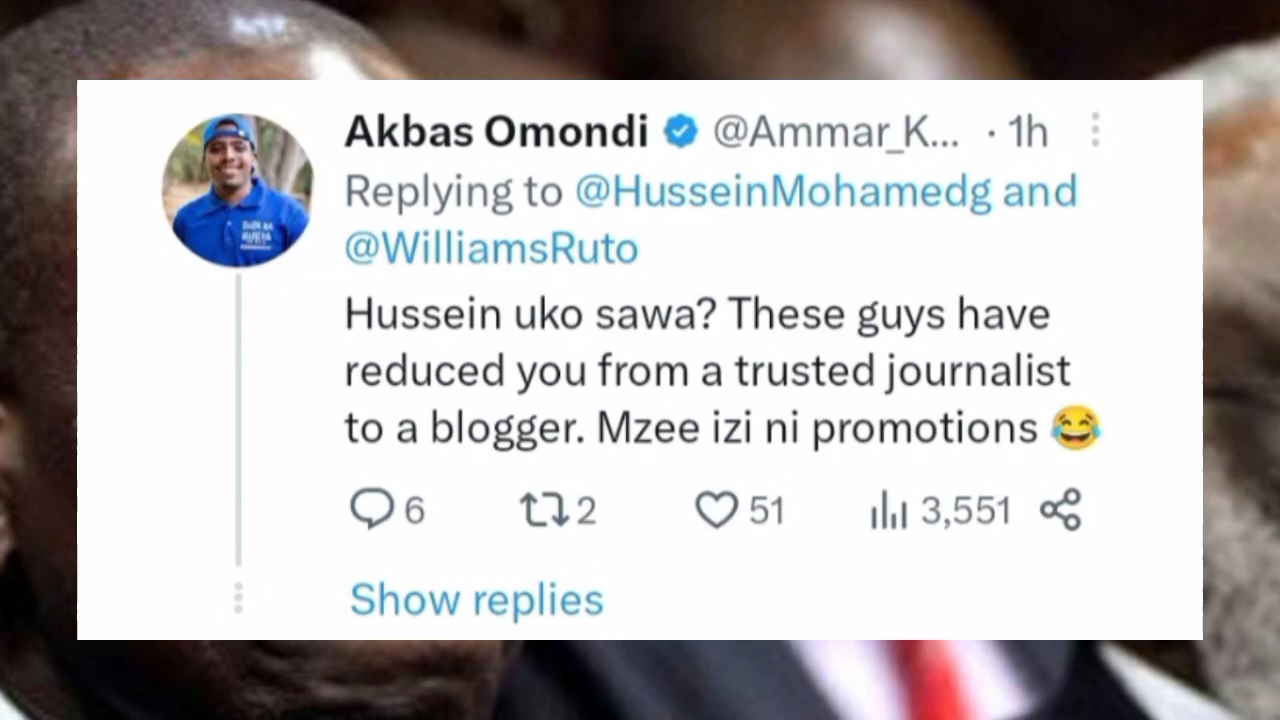 Akbas Omondi @Ammar_K... · 1h
Replying to @HusseinMohamedg and
@WilliamsRuto
Hussein uko sawa? These guys have
reduced you from a trusted journalist
to a blogger. Mzee izi ni promotions 😂
6 2 51 3,551
Show replies